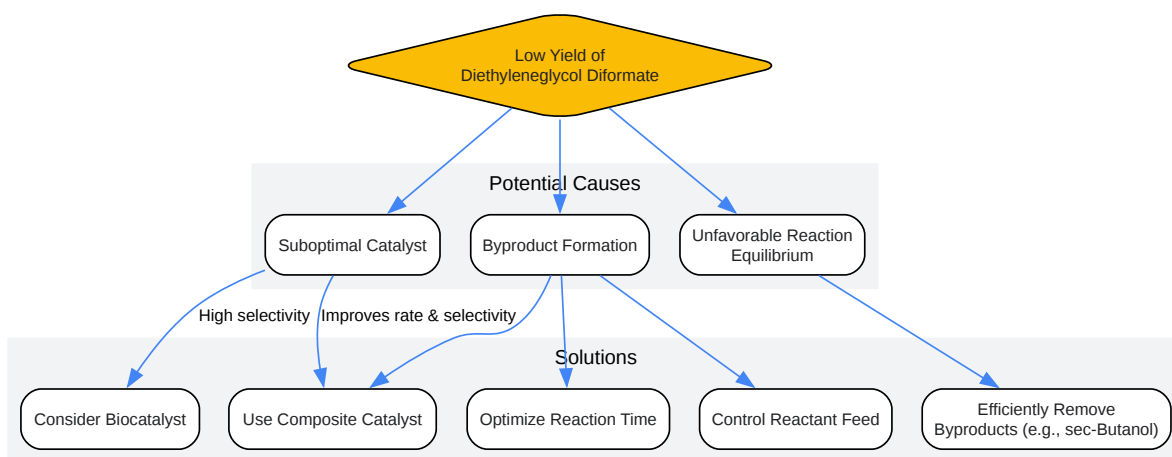 Low Yield of
Diethyleneglycol Diformate
Potential Causes
Suboptimal Catalyst
Byproduct Formation
Unfavorable Reaction
Equilibrium
High selectivity
Improves rate & selectivity
Solutions
Consider Biocatalyst
Use Composite Catalyst
Optimize Reaction Time
Control Reactant Feed
Efficiently Remove
Byproducts (e.g., sec-Butanol)